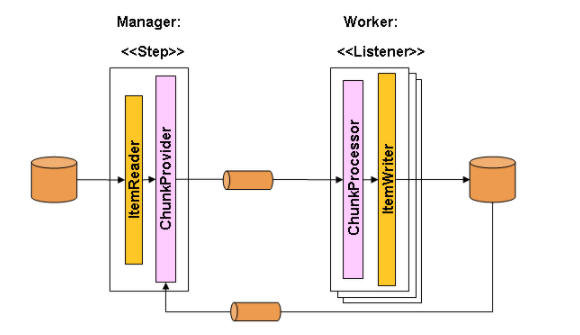 Manager:
Worker:
<<Step>>
<<Listener>>
ItemReader
ChunkProvider
ChunkProcessor
ItemWriter